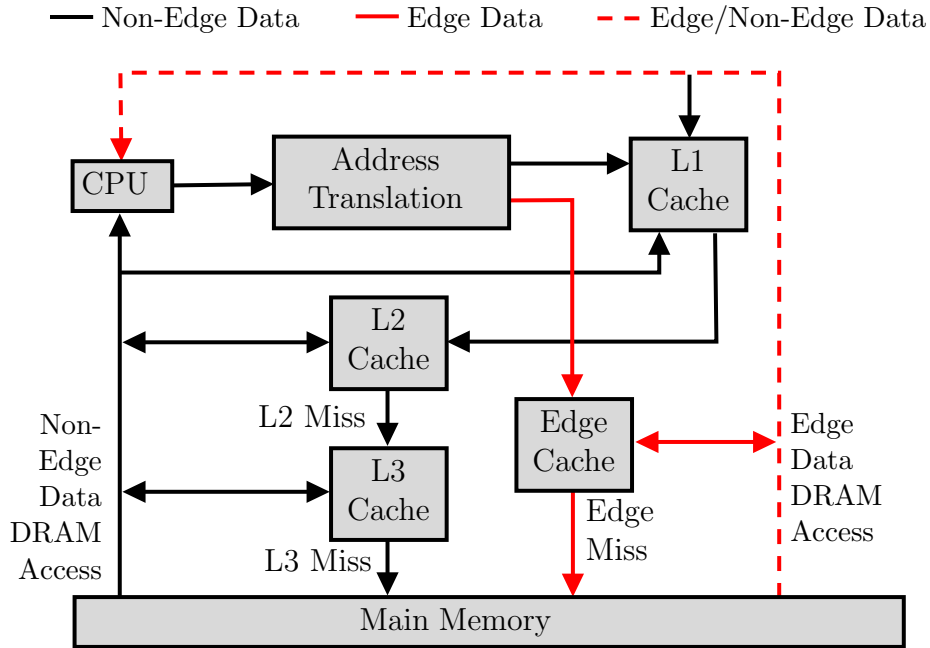 Non-Edge Data
Edge Data
Edge/Non-Edge Data
CPU
Address
Translation
L1
Cache
L2
Cache
L2 Miss
Non-
Edge
Data
DRAM
Access
L3
Cache
L3 Miss
Edge
Cache
Edge
Miss
Edge
Data
DRAM
Access
Main Memory